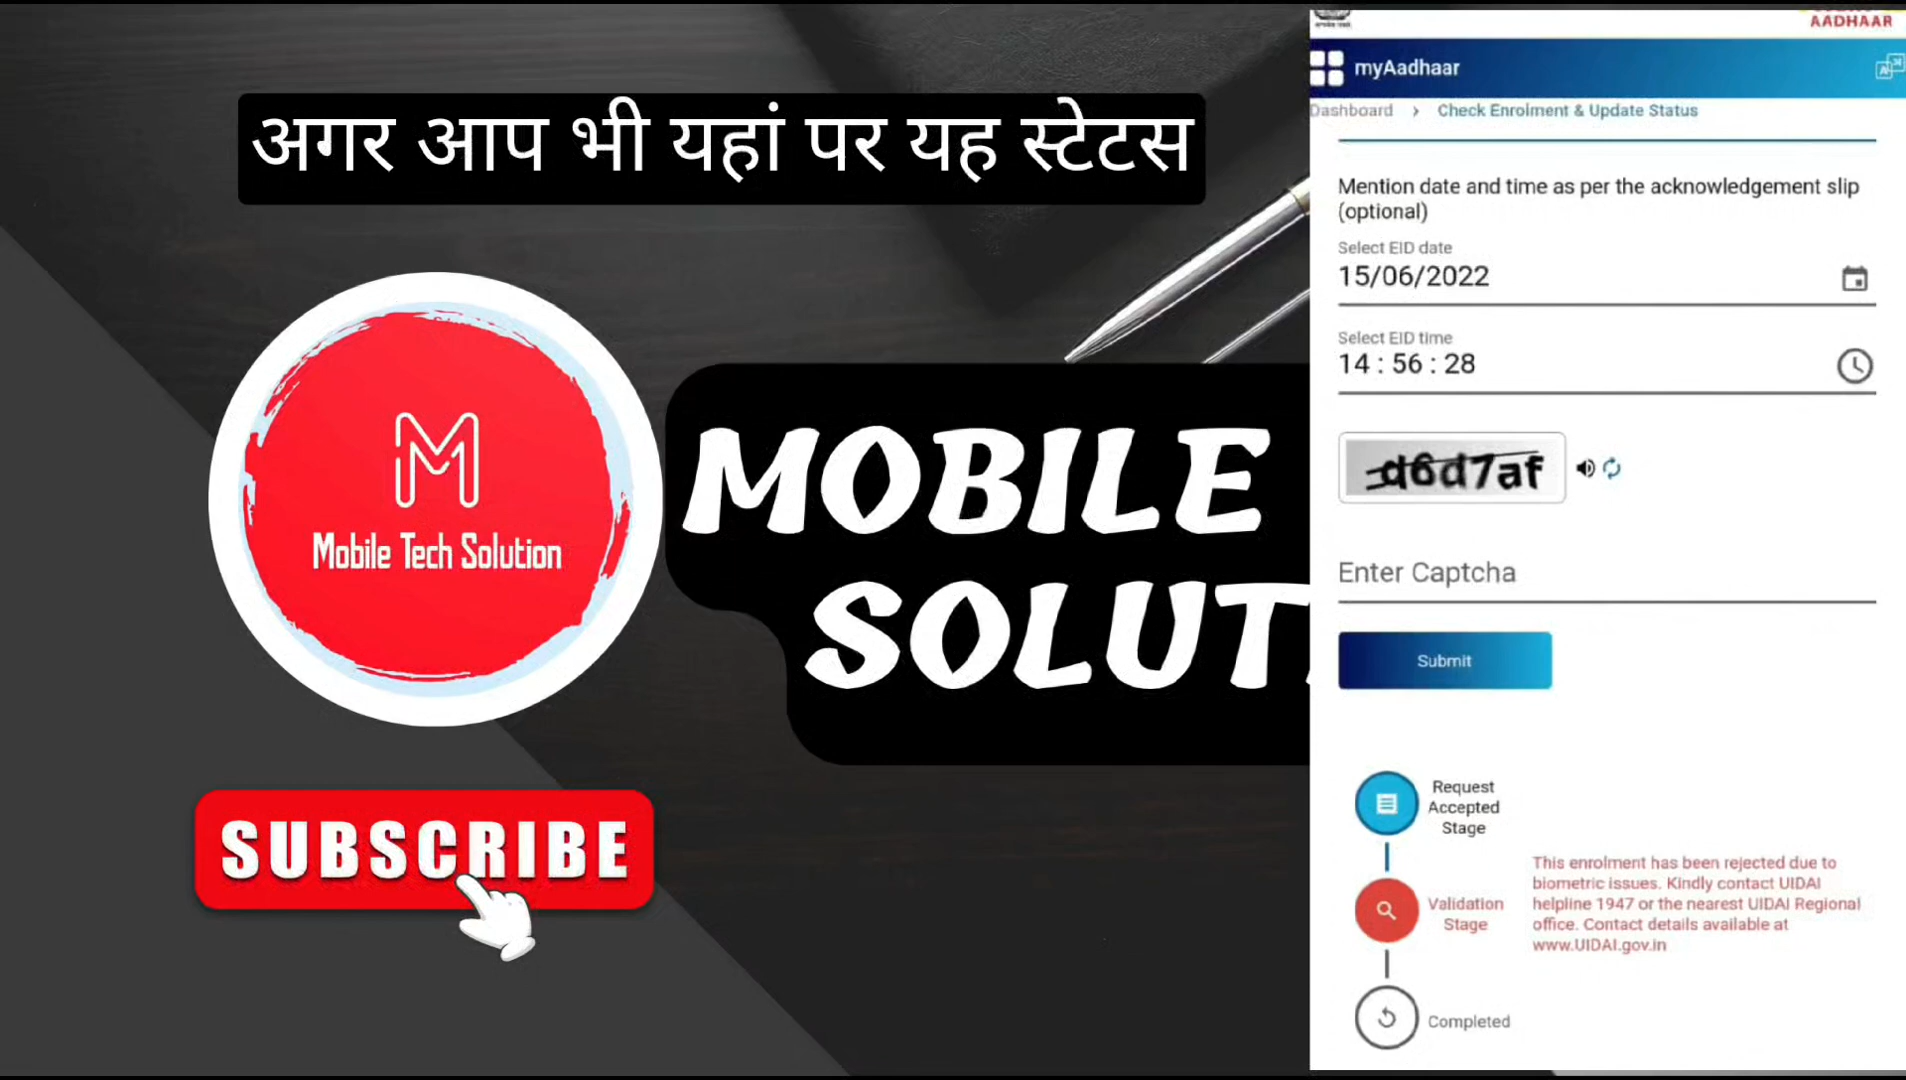 अगर आप भी यहां पर यह स्टेटस
M
Mobile Tech Solution
MOBILE
SOLUT
SUBSCRIBE
AADHAAR
myAadhaar
Dashboard > Check Enrolment & Update Status
Mention date and time as per the acknowledgement slip
(optional)
Select EID date
15/06/2022
Select EID time
14 : 56 : 28
d6d7af
Enter Captcha
Submit
Request
Accepted
Stage
Validation
Stage
This enrolment has been rejected due to
biometric issues. Kindly contact UIDAI
helpline 1947 or the nearest UIDAI Regional
office. Contact details available at
www.UIDAI.gov.in
Completed